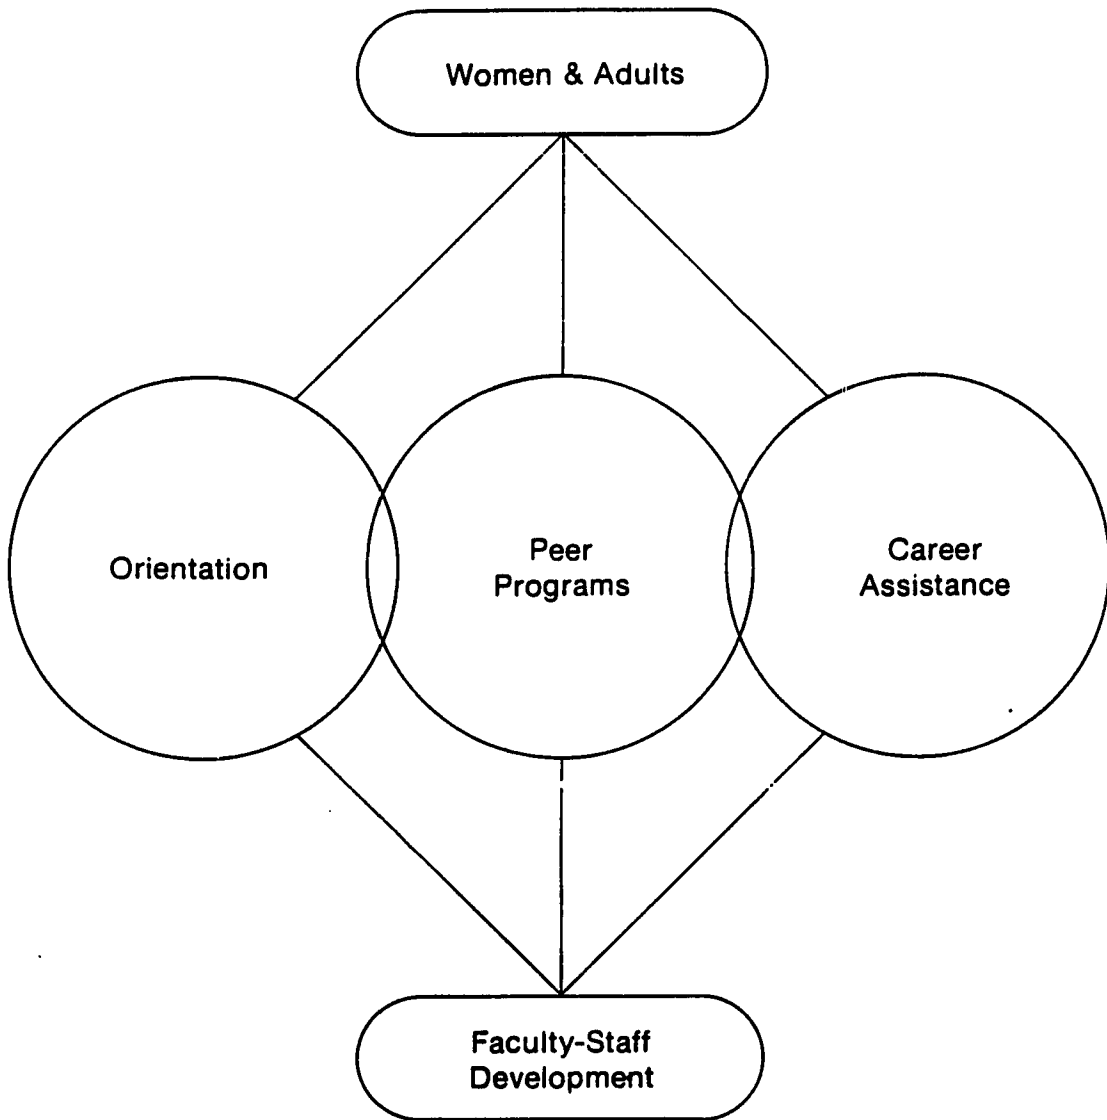 Women & Adults
Orientation
Peer
Programs
Career
Assistance
Faculty-Staff
Development